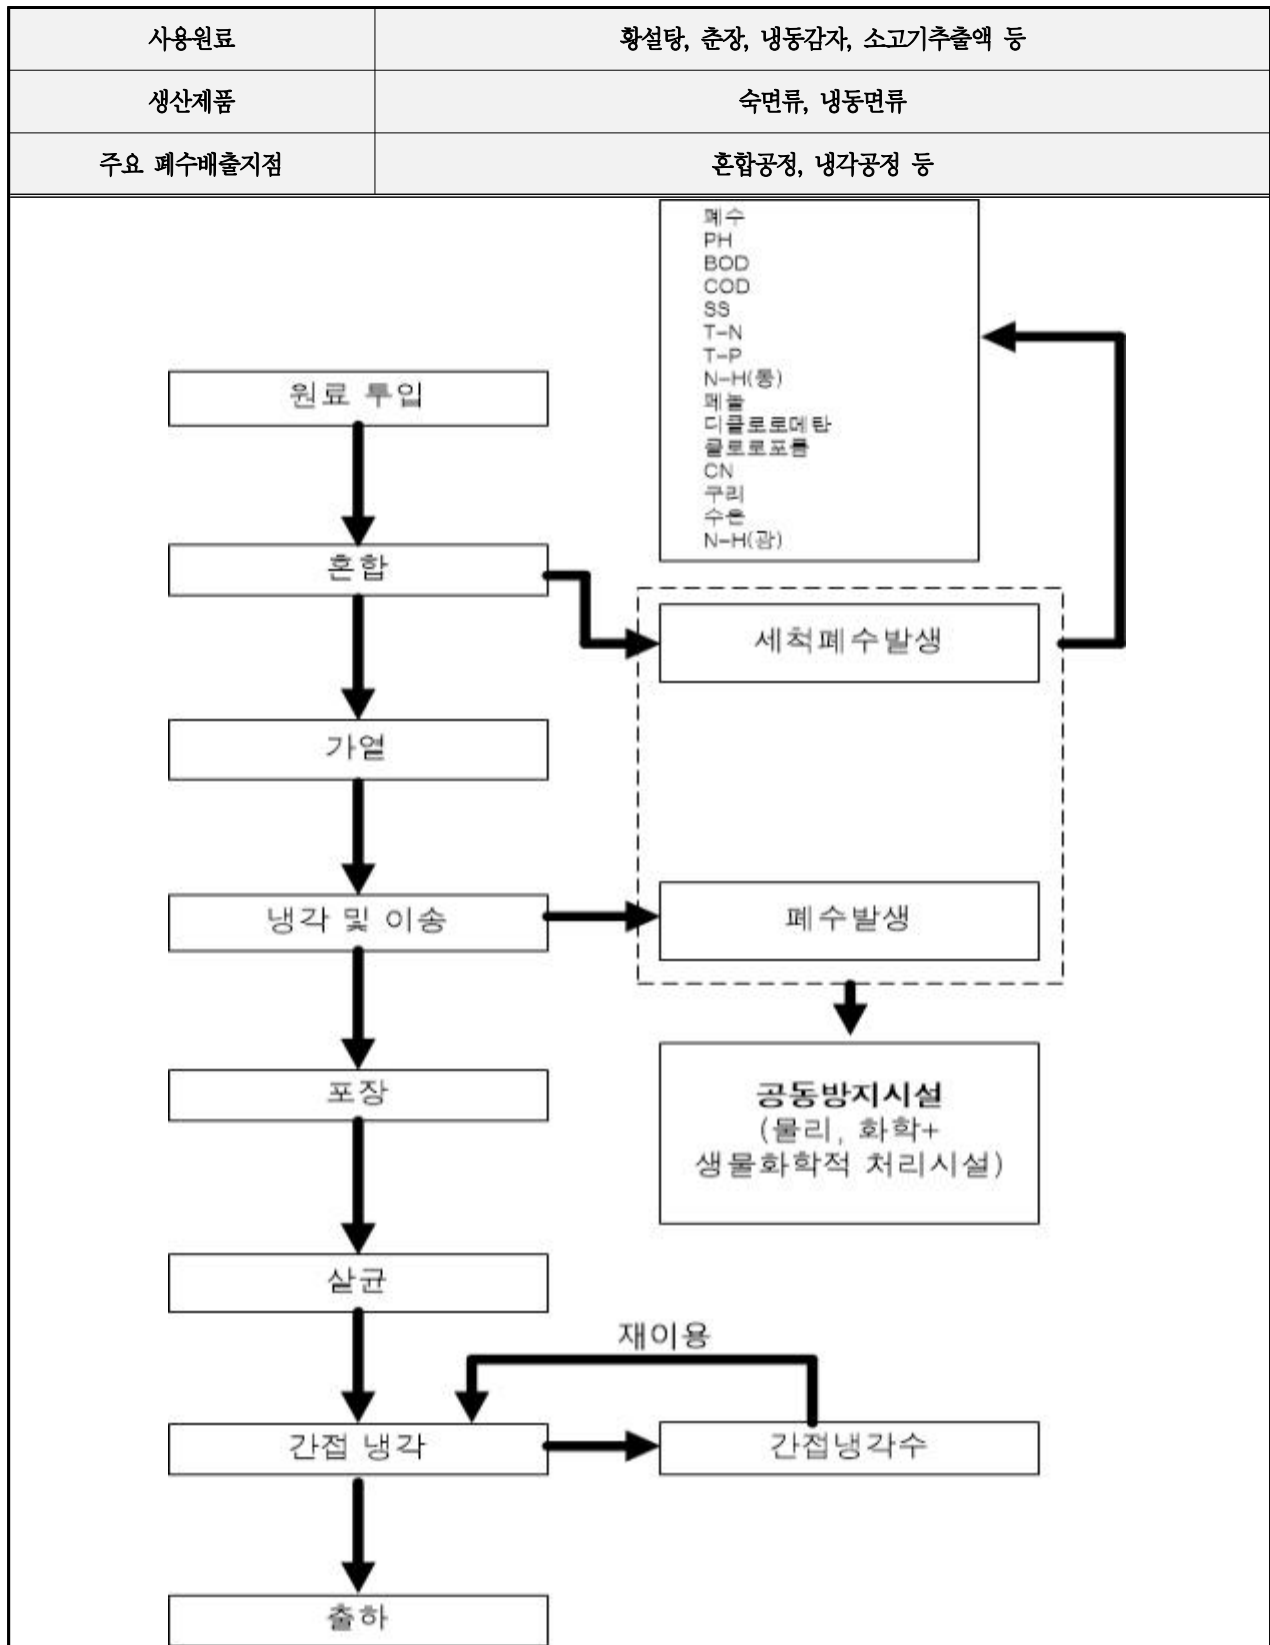 사용원료 황설탕, 춘장, 냉동감자, 소고기추출액 등
생산제품 숙면류, 냉동면류
주요 폐수배출지점 혼합공정, 냉각공정 등
폐수
PH
BOD
COD
SS
T-N
T-P
N-H(동)
페놀
디클로로메탄
클로로포름
CN
구리
수은
N-H(광)
원료 투입
혼합
세척폐수발생
가열
냉각 및 이송
폐수발생
포장
공동방지시설
(물리, 화학+
생물화학적 처리시설)
살균
재이용
간접 냉각
간접냉각수
출하